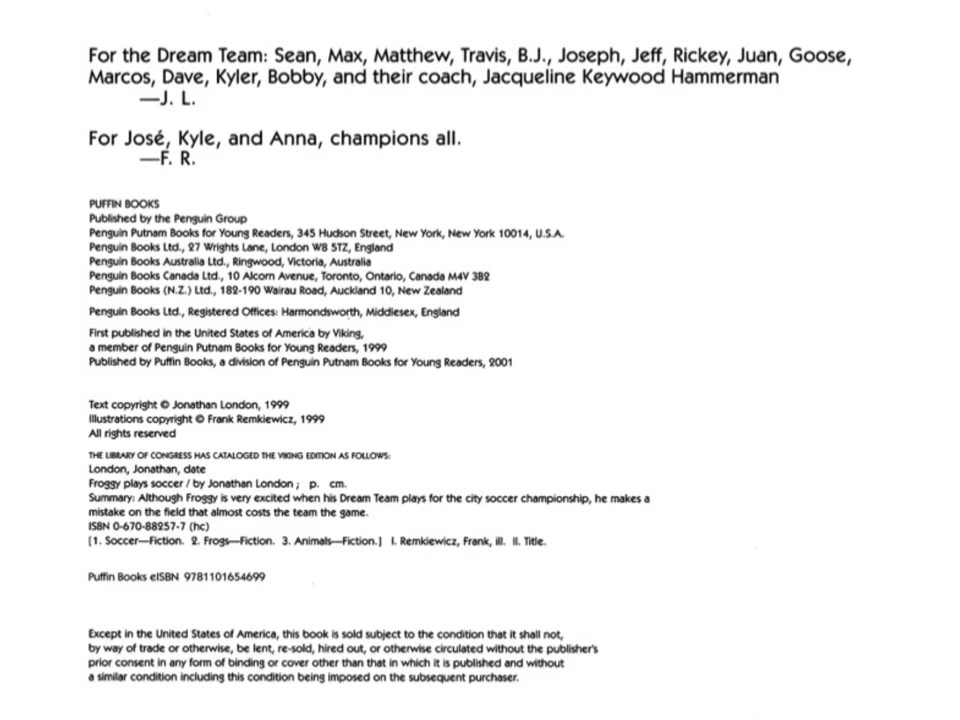 For the Dream Team: Sean, Max, Matthew, Travis, B.J., Joseph, Jeff, Rickey, Juan, Goose,
Marcos, Dave, Kyler, Bobby, and their coach, Jacqueline Keywood Hammerman
—J. L.
For José, Kyle, and Anna, champions all.
—F. R.
PUFFIN BOOKS
Published by the Penguin Group
Penguin Putnam Books for Young Readers, 345 Hudson Street, New York, New York 10014, U.S.A.
Penguin Books Ltd., 27 Wrights Lane, London W8 5TZ, England
Penguin Books Australia Ltd., Ringwood, Victoria, Australia
Penguin Books Canada Ltd., 10 Alcorn Avenue, Toronto, Ontario, Canada M4V 3B2
Penguin Books (N.Z.) Ltd., 182-190 Wairau Road, Auckland 10, New Zealand
Penguin Books Ltd., Registered Offices: Harmondsworth, Middlesex, England
First published in the United States of America by Viking,
a member of Penguin Putnam Books for Young Readers, 1999
Published by Puffin Books, a division of Penguin Putnam Books for Young Readers, 2001
Text copyright © Jonathan London, 1999
Illustrations copyright © Frank Remkiewicz, 1999
All rights reserved
THE LIBRARY OF CONGRESS HAS CATALOGED THE VIKING EDITION AS FOLLOWS:
London, Jonathan, date
Froggy plays soccer / by Jonathan London ; p. cm.
Summary: Although Froggy is very excited when his Dream Team plays for the city soccer championship, he makes a
mistake on the field that almost costs the team the game.
ISBN 0-670-88257-7 (hc)
[1. Soccer—Fiction. 2. Frogs—Fiction. 3. Animals—Fiction.] I. Remkiewicz, Frank, ill. II. Title.
Puffin Books eISBN 9781101654699
Except in the United States of America, this book is sold subject to the condition that it shall not,
by way of trade or otherwise, be lent, re-sold, hired out, or otherwise circulated without the publisher's
prior consent in any form of binding or cover other than that in which it is published and without
a similar condition including this condition being imposed on the subsequent purchaser.